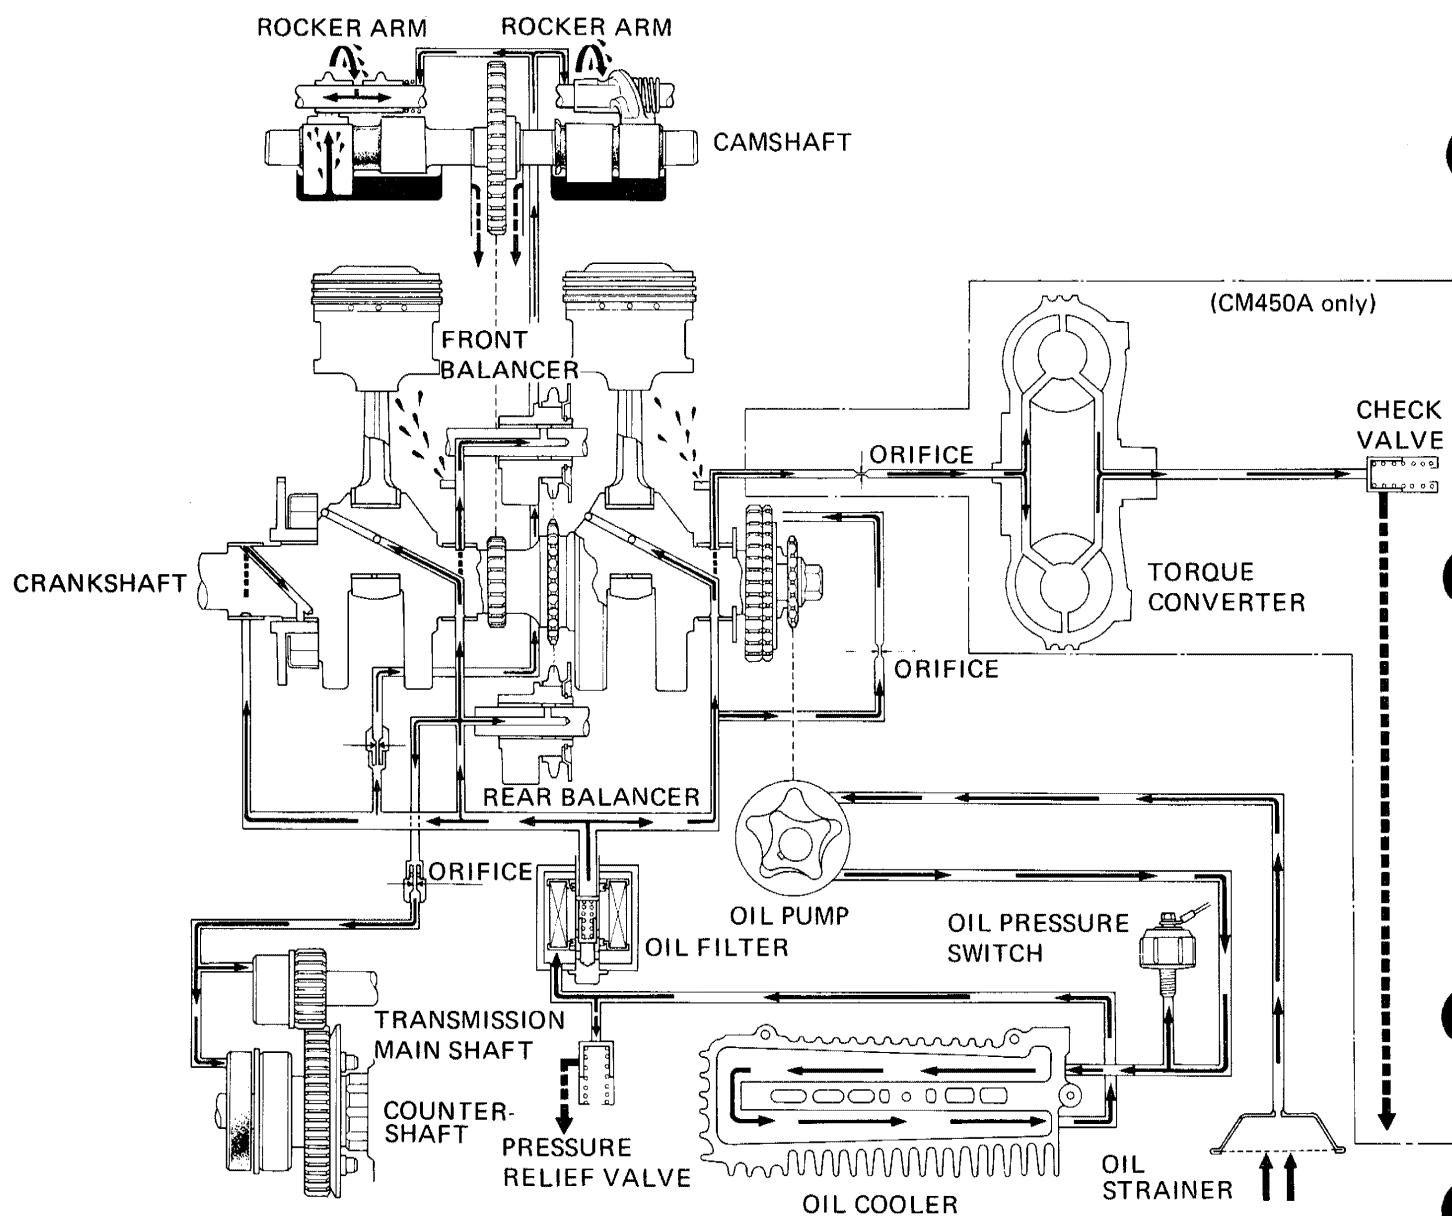 ROCKER ARM
ROCKER ARM
CAMSHAFT
(CM450A only)
FRONT
BALANCER
CHECK
VALVE
ORIFICE
CRANKSHAFT
TORQUE
CONVERTER
ORIFICE
REAR BALANCER
ORIFICE
OIL PUMP
OIL FILTER
OIL PRESSURE
SWITCH
TRANSMISSION
MAIN SHAFT
COUNTER-
SHAFT
PRESSURE
RELIEF VALVE
OIL COOLER
OIL
STRAINER